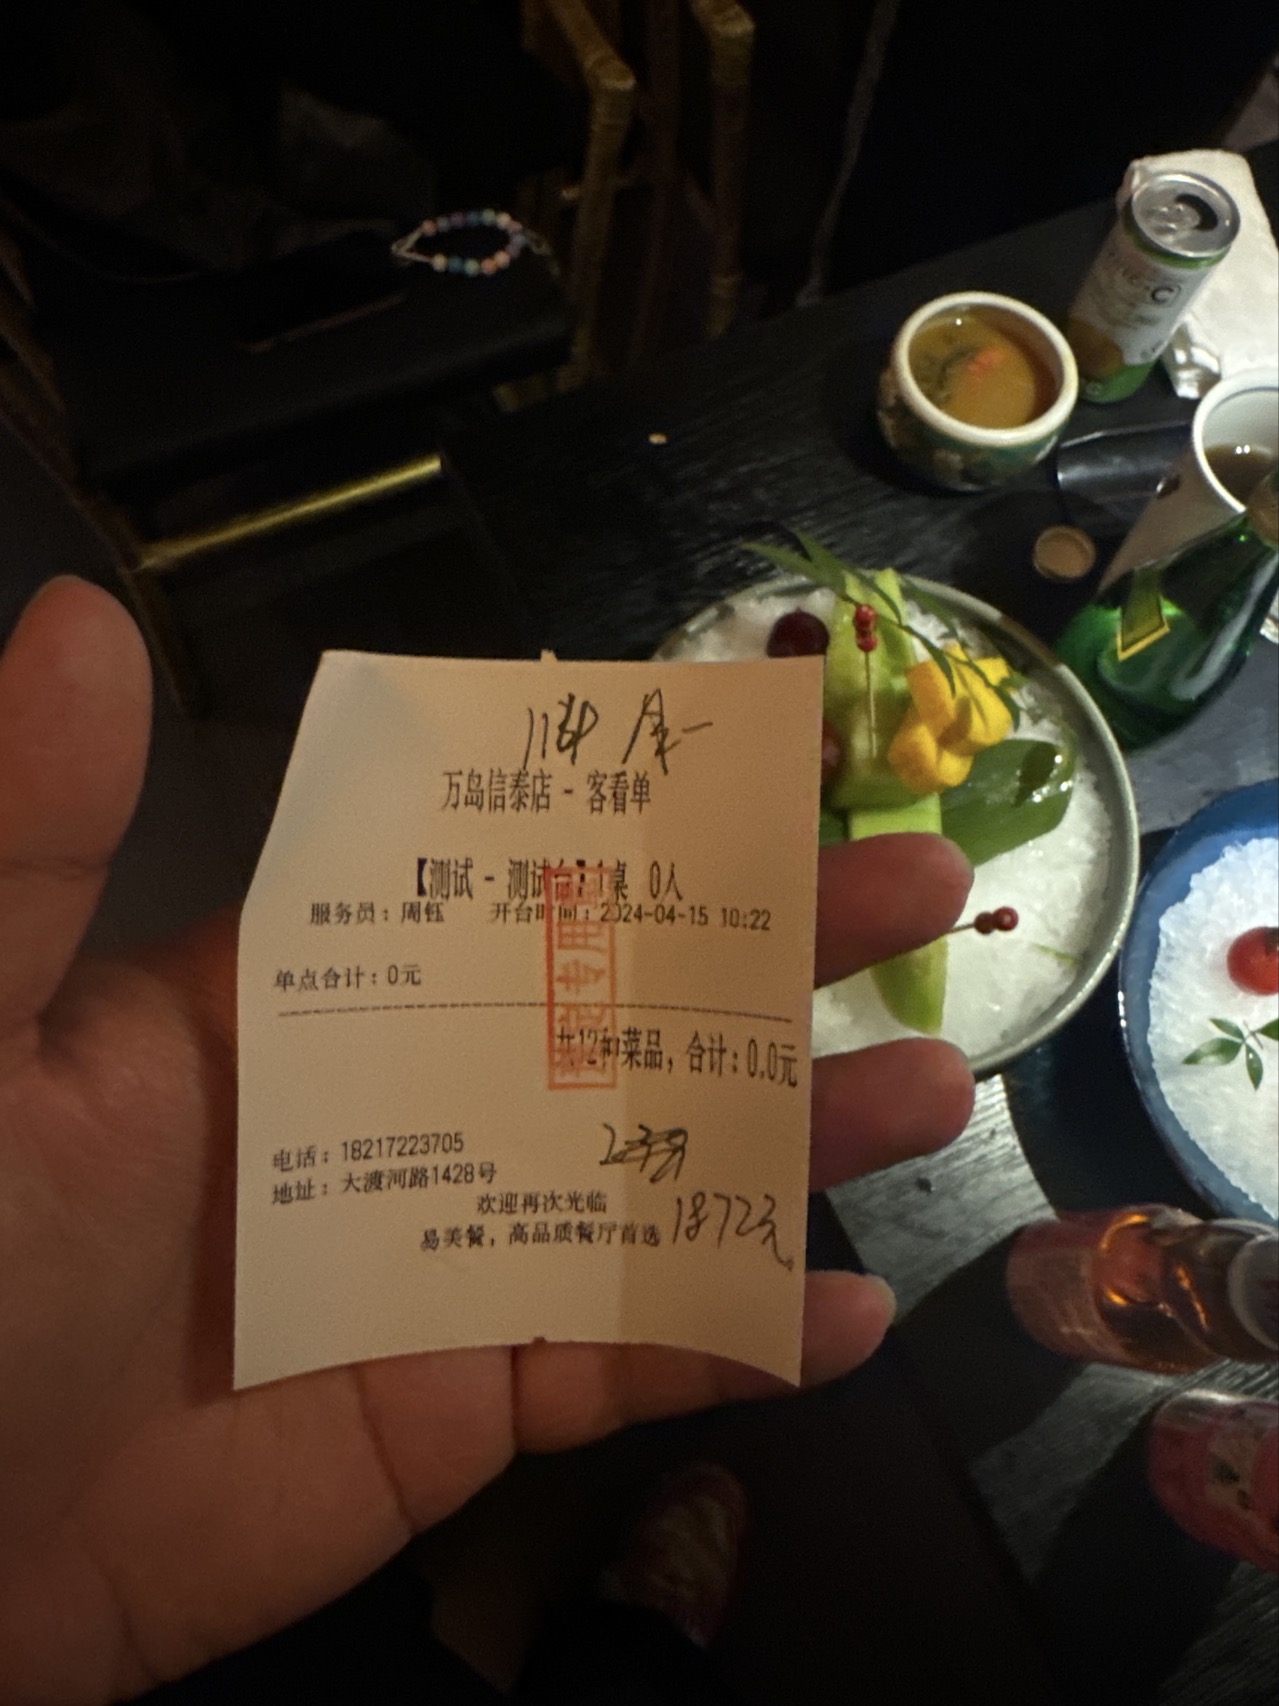 万岛信泰店 - 客看单
【测试 - 测试台】1桌 0人
服务员：周钰 开台时间：2024-04-15 10:22
单点合计：0元
共12种菜品，合计：0.0元
电话：18217223705
地址：大渡河路1428号
欢迎再次光临
易美餐，高品质餐厅首选
1872元